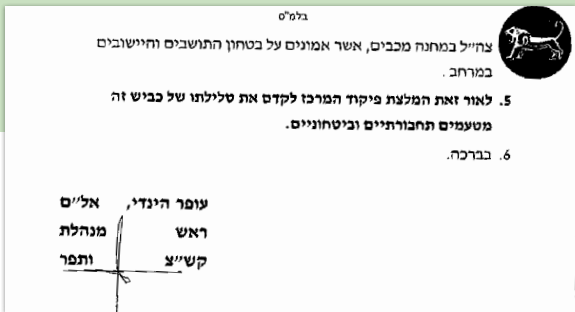 בלמ"ס
צה״ל במחנה מכבים, אשר אמונים על בטחון התושבים והיישובים
במרחב.
5. לאור זאת המלצת פיקוד המרכז לקדם את סלילתו של כביש זה
מטעמים תחבורתיים וביטחוניים.
6. בברכה.
עופר הינדי, אל״ם
ראש מנהלת
קש״צ ותפר